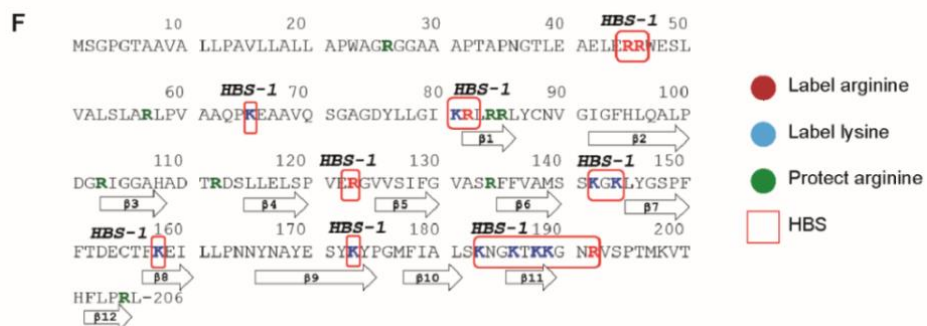 F
10 20 30 HBS-1 50
MSGPGTAAVA LLPAVLLALL APWAGRGGAA APTAPNGTLE AELERRWESL
60 HBS-1 70 80 HBS-1 90 100
VALSLARLPV AAQPKEAAVQ SGAGDYLLGI KRLRRLYCNV GIGFHLQALP
β1 β2
110 120 HBS-1 130 140 HBS-1 150
DGRIGGAHAD TRDSLLELSP VERGVVSIFG VASRFFVAMS SKGKLYGSPF
β3 β4 β5 β6 β7
HBS-1 160 170 HBS-1 180 HBS-1 190 200
FTDECTFKEI LLPNNYNAYE SYKYPGMFIA LSKNGKTKKG NRVSPTMKVT
β8 β9 β10 β11
HFLPRL-206
β12
Label arginine
Label lysine
Protect arginine
HBS